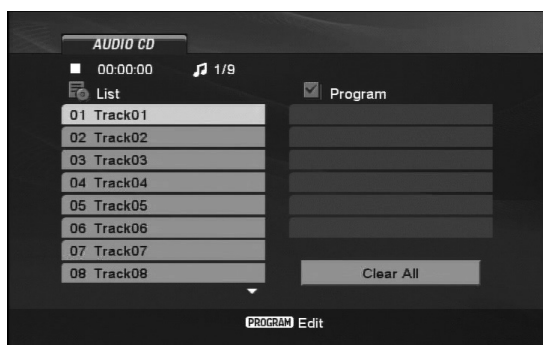 AUDIO CD
00:00:00 1/9
List
01 Track01
02 Track02
03 Track03
04 Track04
05 Track05
06 Track06
07 Track07
08 Track08
Program
Clear All
PROGRAM Edit